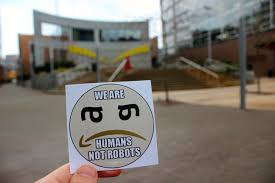 WE ARE
a g
HUMANS
NOT ROBOTS